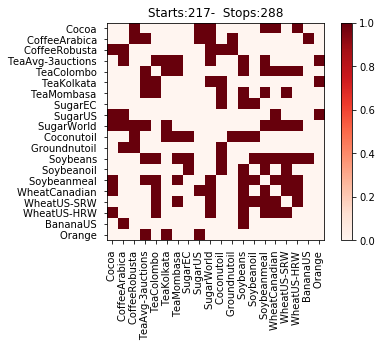 Starts:217-  Stops:288
Cocoa
CoffeeArabica
CoffeeRobusta
TeaAvg-3auctions
TeaColombo
TeaKolkata
TeaMombasa
SugarEC
SugarUS
SugarWorld
Coconutoil
Groundnutoil
Soybeans
Soybeanoil
Soybeanmeal
WheatCanadian
WheatUS-SRW
WheatUS-HRW
BananaUS
Orange
Cocoa
CoffeeArabica
CoffeeRobusta
TeaAvg-3auctions
TeaColombo
TeaKolkata
TeaMombasa
SugarEC
SugarUS
SugarWorld
Coconutoil
Groundnutoil
Soybeans
Soybeanoil
Soybeanmeal
WheatCanadian
WheatUS-SRW
WheatUS-HRW
BananaUS
Orange
1.0
0.8
0.6
0.4
0.2
0.0